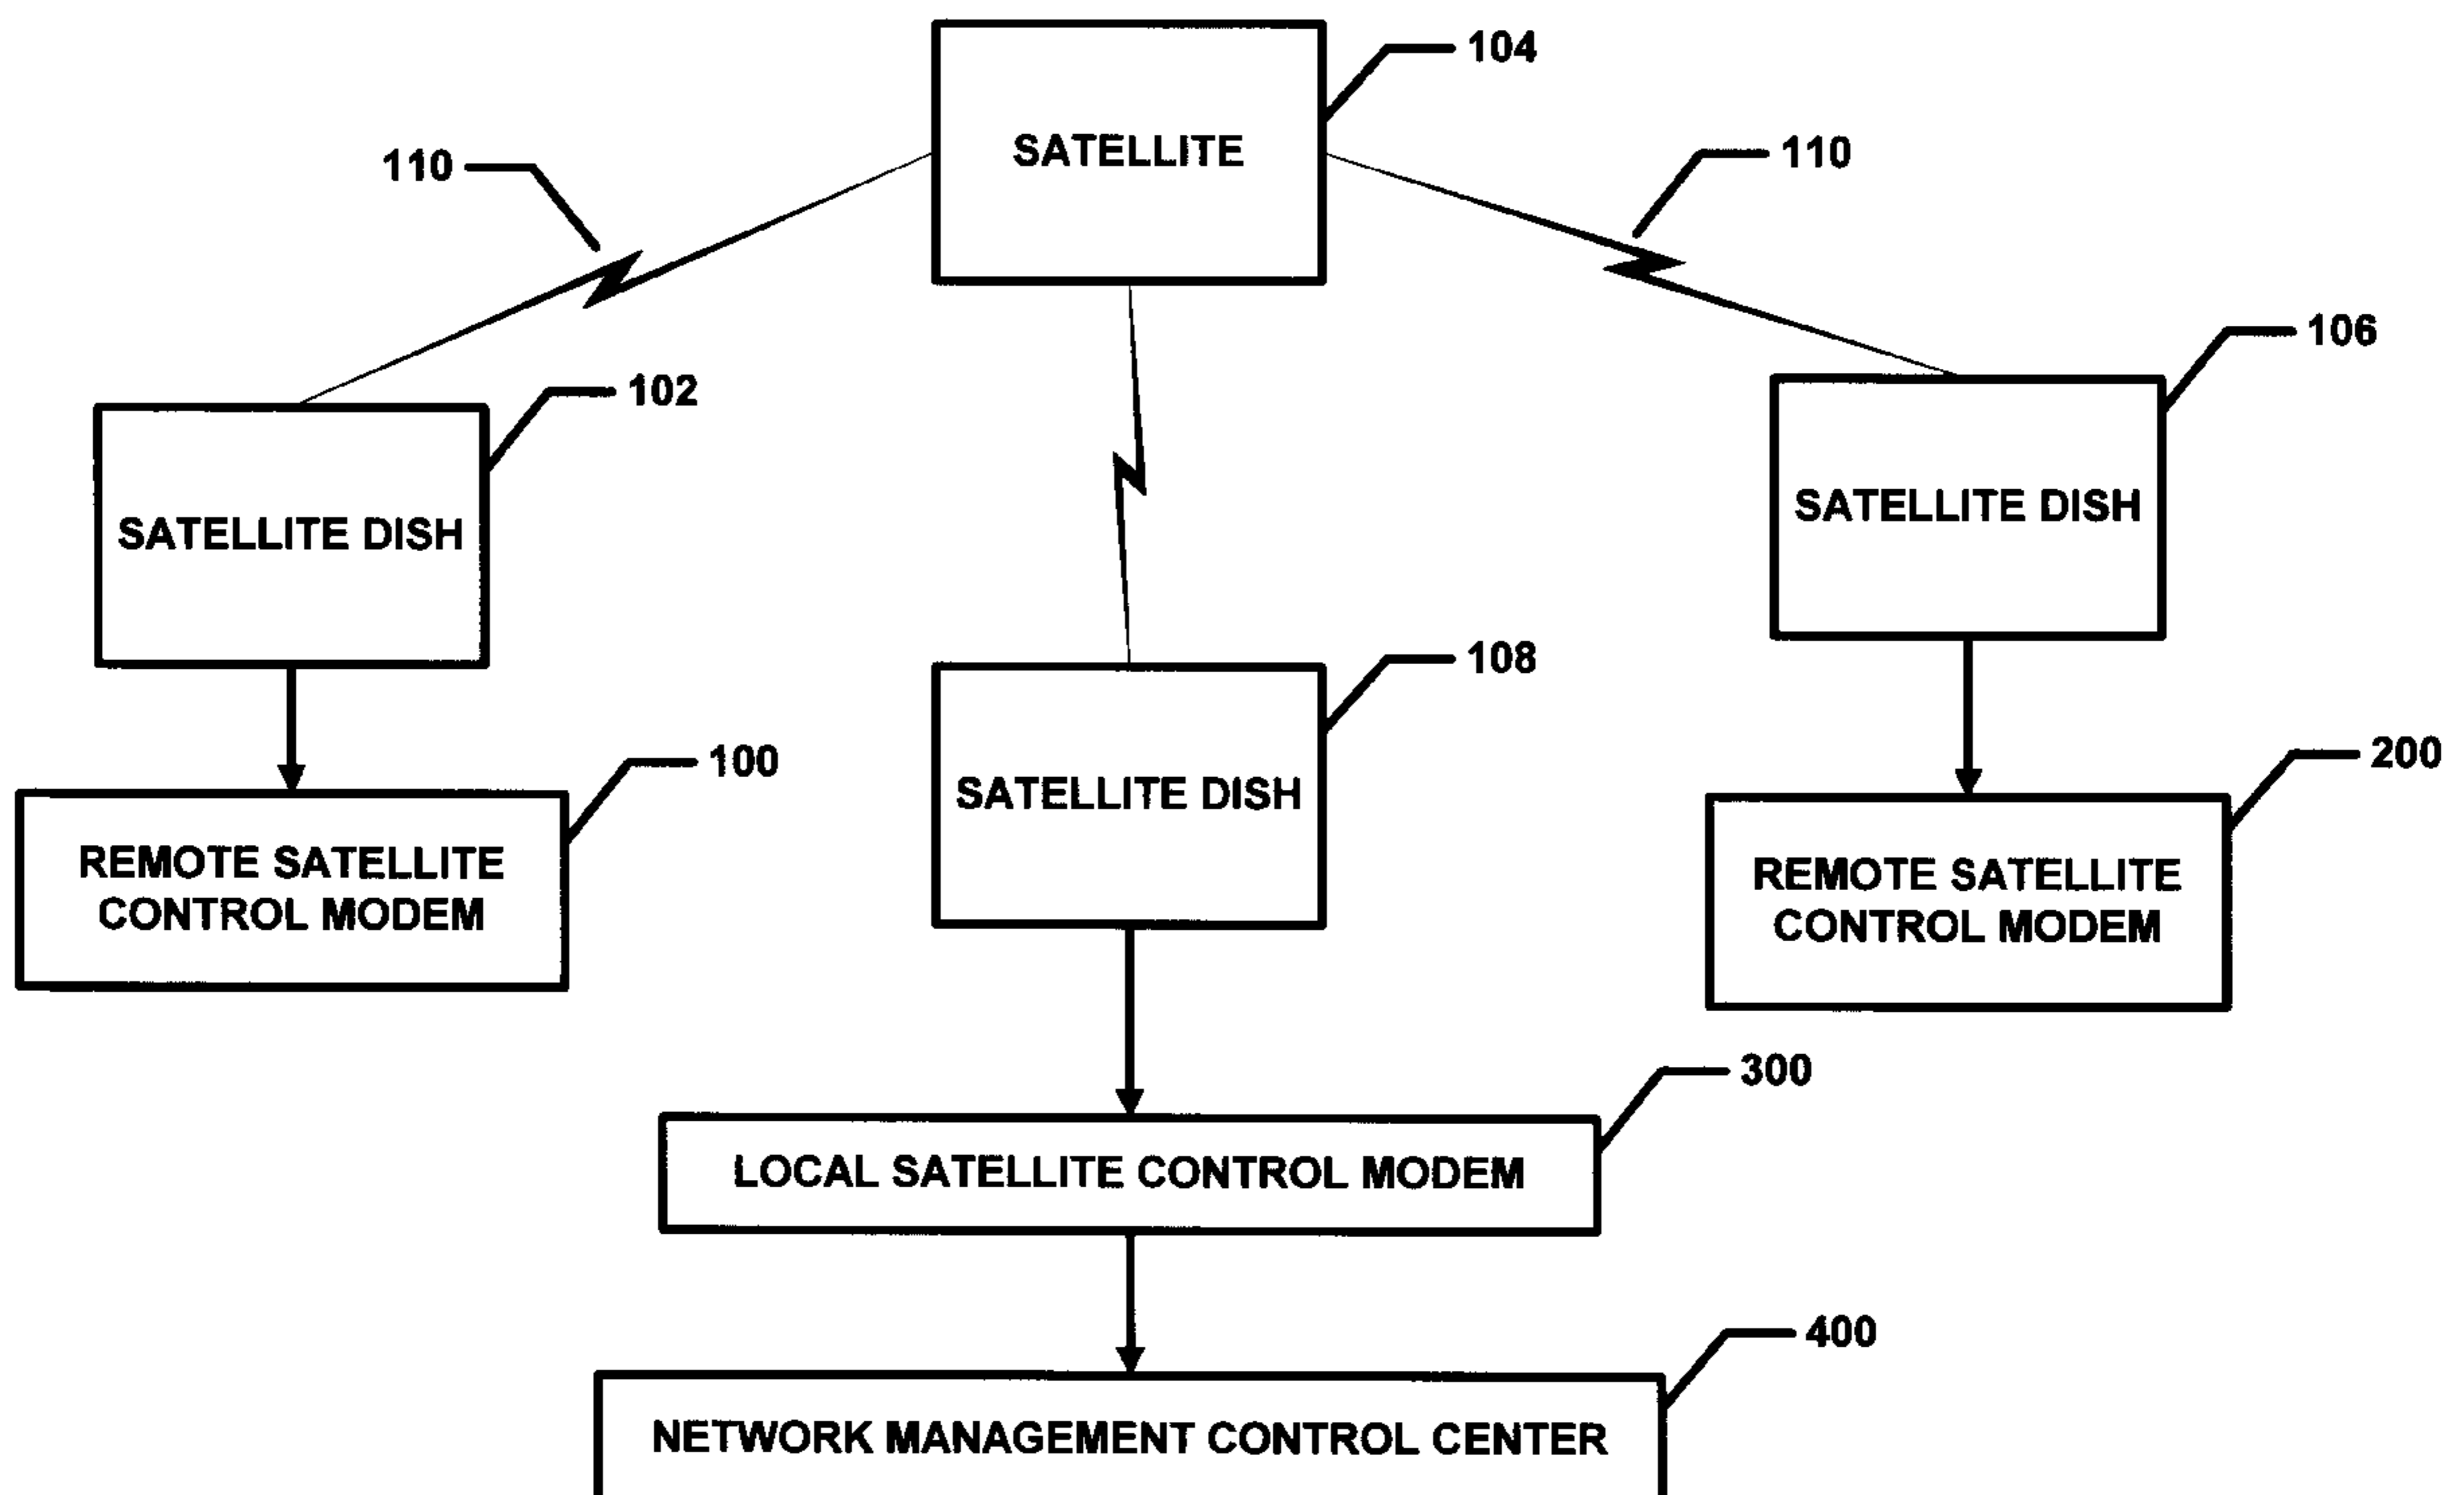 104
SATELLITE
110
110
106
102
SATELLITE DISH
SATELLITE DISH
108
100
200
SATELLITE DISH
REMOTE SATELLITE
CONTROL MODEM
REMOTE SATELLITE
CONTROL MODEM
300
LOCAL SATELLITE CONTROL MODEM
400
NETWORK MANAGEMENT CONTROL CENTER